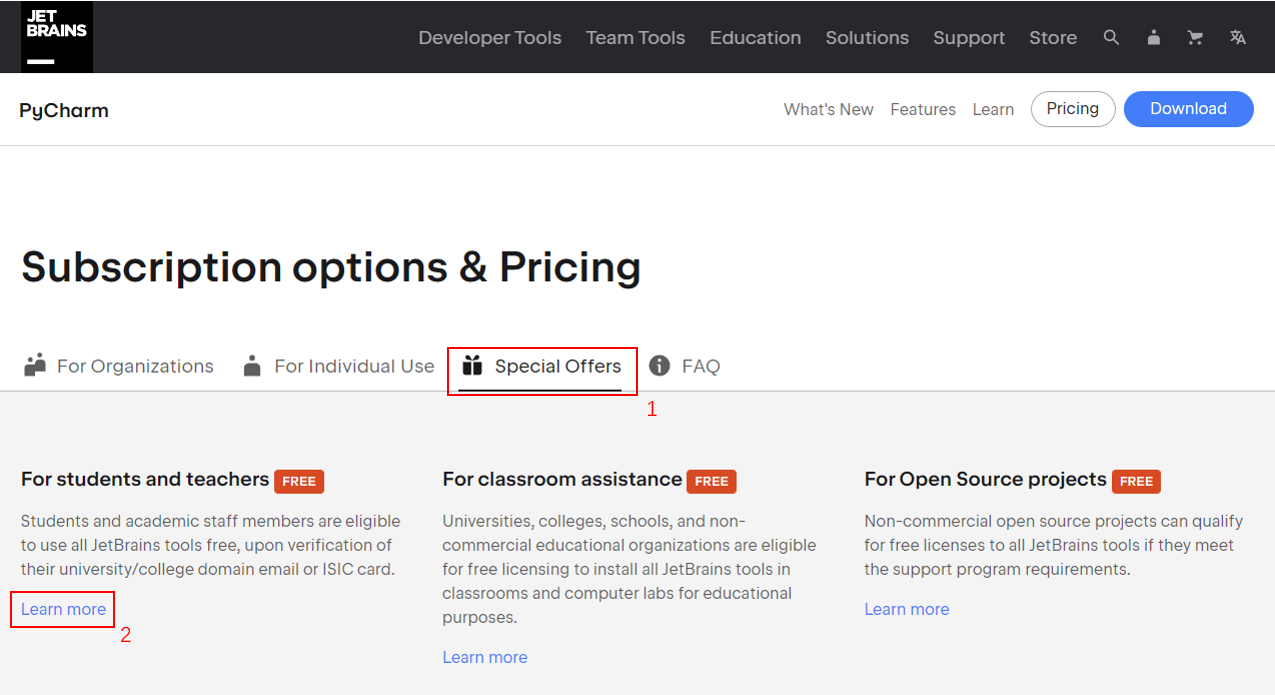 JET
BRAINS
Developer Tools Team Tools Education Solutions Support Store
PyCharm
What's New Features Learn Pricing Download
Subscription options & Pricing
For Organizations For Individual Use Special Offers FAQ
1
For students and teachers FREE
Students and academic staff members are eligible
to use all JetBrains tools free, upon verification of
their university/college domain email or ISIC card.
Learn more
2
For classroom assistance FREE
Universities, colleges, schools, and non-
commercial educational organizations are eligible
for free licensing to install all JetBrains tools in
classrooms and computer labs for educational
purposes.
Learn more
For Open Source projects FREE
Non-commercial open source projects can qualify
for free licenses to all JetBrains tools if they meet
the support program requirements.
Learn more